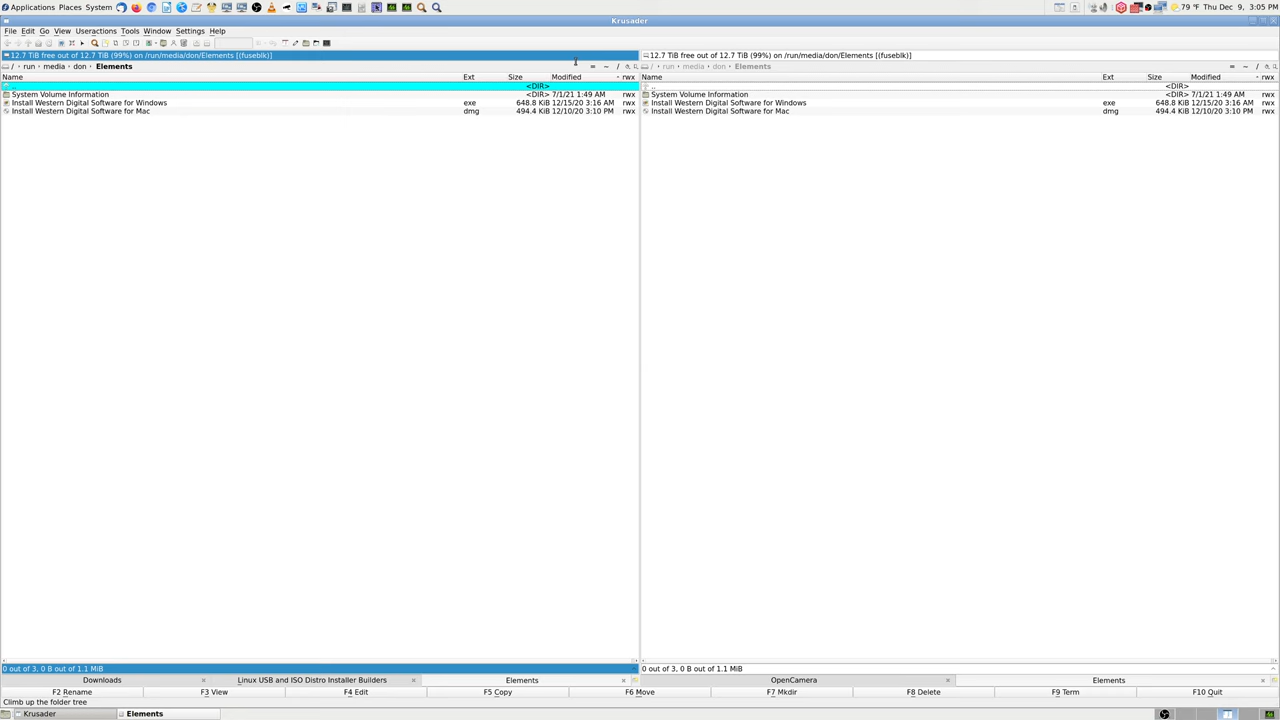 Applications Places System 79 °F Thu Dec 9, 3:05 PM
Krusader
File Edit Go View Useractions Tools Window Settings Help
12.7 TiB free out of 12.7 TiB (99%) on /run/media/don/Elements [(fuseblk)] 12.7 TiB free out of 12.7 TiB (99%) on /run/media/don/Elements [(fuseblk)]
/ run media don Elements = ~ / / run media don Elements = ~ /
Name Ext Size Modified rwx Name Ext Size Modified rwx
.. <DIR> .. <DIR>
System Volume Information <DIR> 7/1/21 1:49 AM rwx System Volume Information <DIR> 7/1/21 1:49 AM rwx
Install Western Digital Software for Windows exe 648.8 KiB 12/15/20 3:16 AM rwx Install Western Digital Software for Windows exe 648.8 KiB 12/15/20 3:16 AM rwx
Install Western Digital Software for Mac dmg 494.4 KiB 12/10/20 3:10 PM rwx Install Western Digital Software for Mac dmg 494.4 KiB 12/10/20 3:10 PM rwx
0 out of 3, 0 B out of 1.1 MiB 0 out of 3, 0 B out of 1.1 MiB
Downloads Linux USB and ISO Distro Installer Builders Elements OpenCamera Elements
F2 Rename F3 View F4 Edit F5 Copy F6 Move F7 Mkdir F8 Delete F9 Term F10 Quit
Climb up the folder tree
Krusader Elements